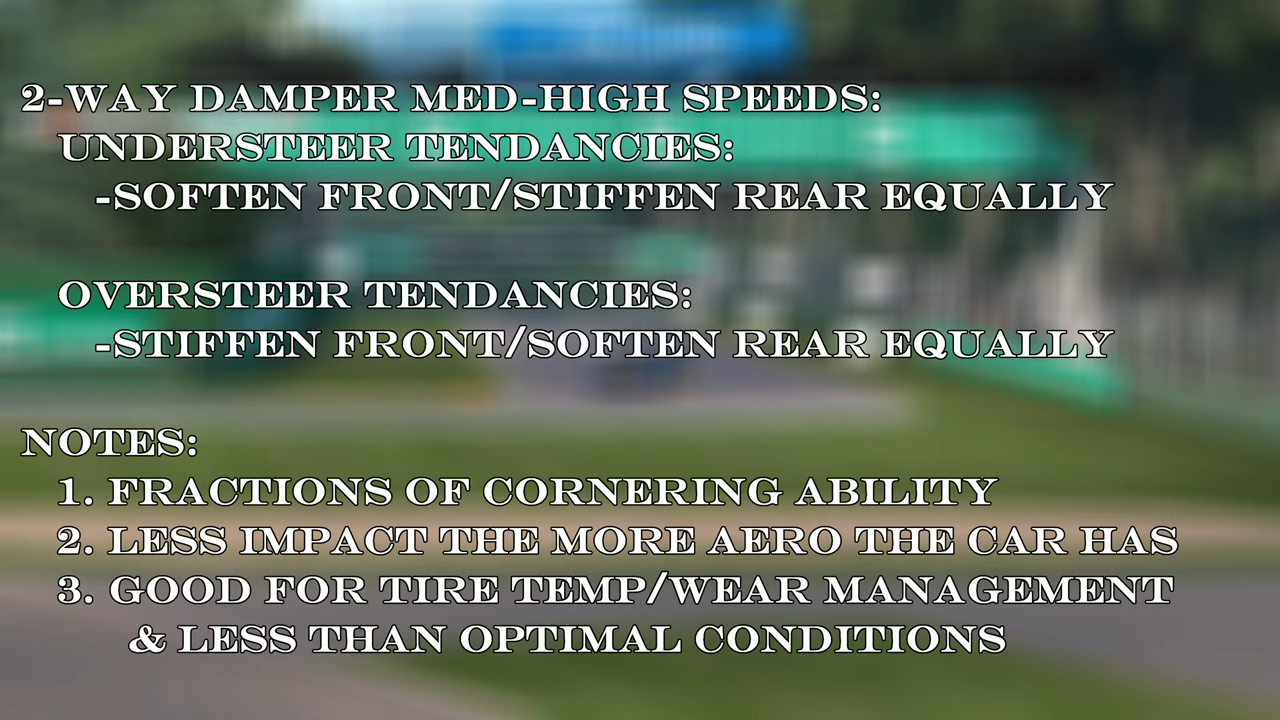 2-WAY DAMPER MED-HIGH SPEEDS:
UNDERSTEER TENDANCIES:
-SOFTEN FRONT/STIFFEN REAR EQUALLY
OVERSTEER TENDANCIES:
-STIFFEN FRONT/SOFTEN REAR EQUALLY
NOTES:
1. FRACTIONS OF CORNERING ABILITY
2. LESS IMPACT THE MORE AERO THE CAR HAS
3. GOOD FOR TIRE TEMP/WEAR MANAGEMENT
& LESS THAN OPTIMAL CONDITIONS